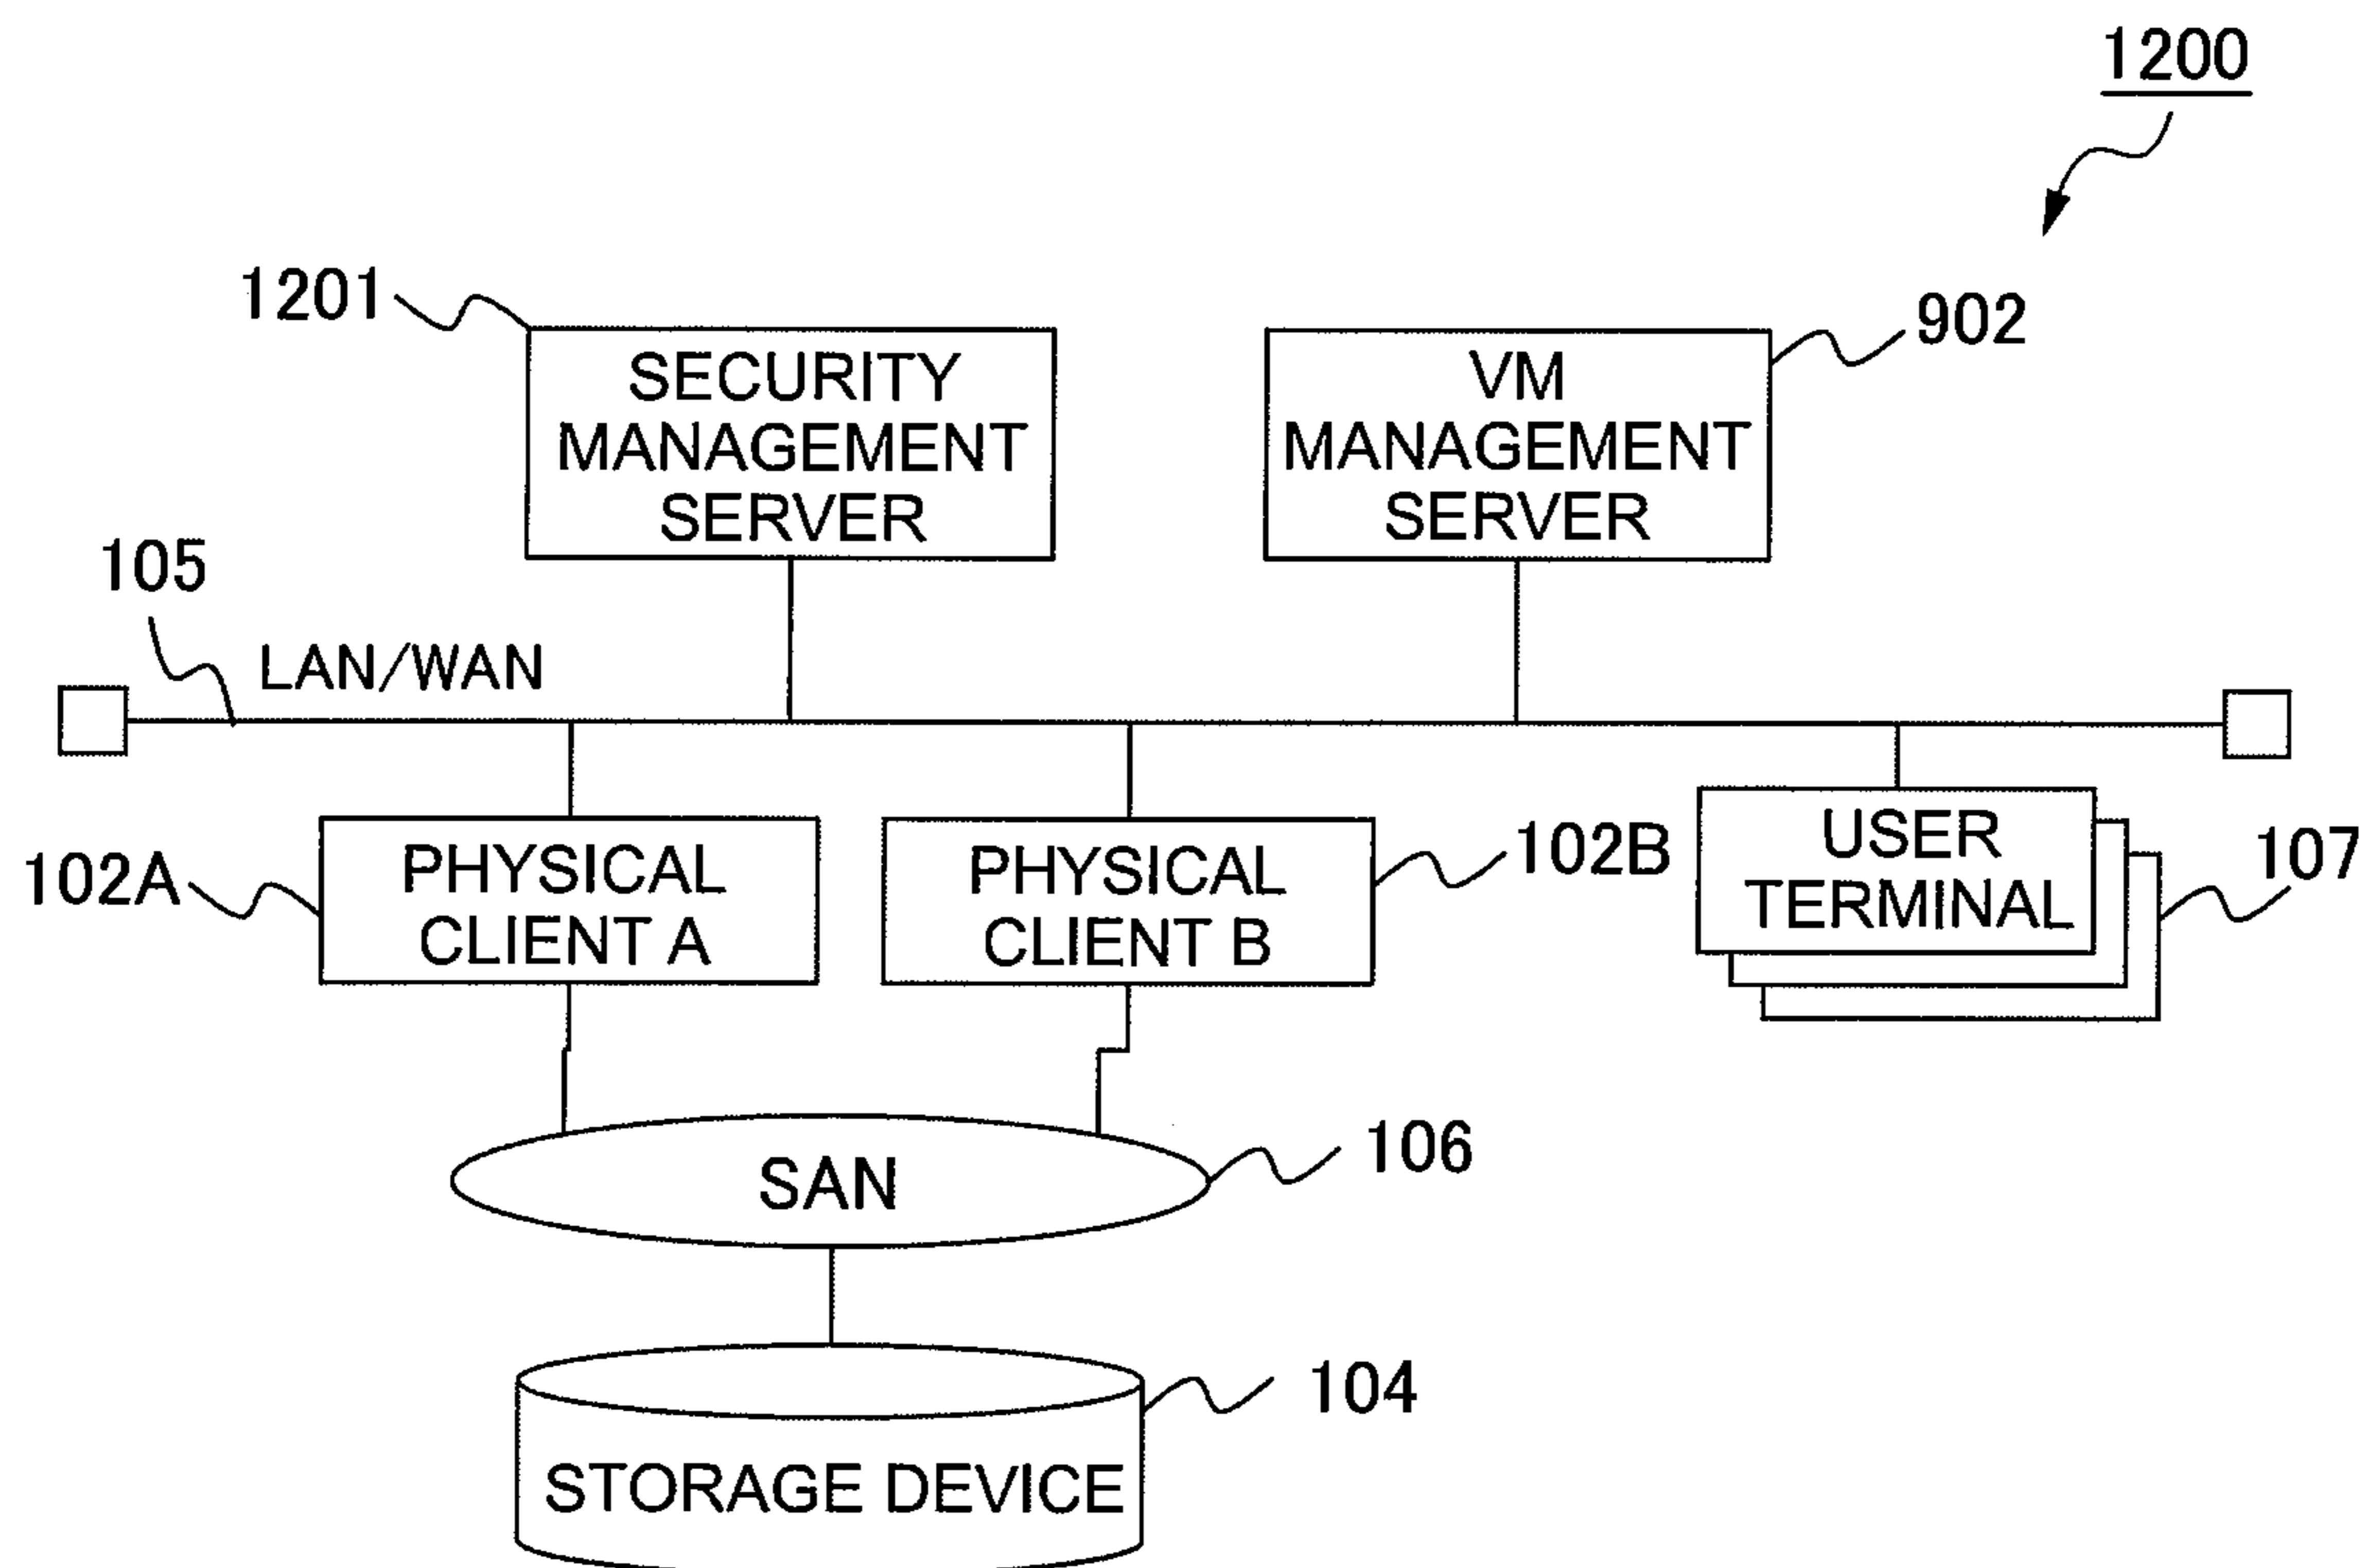 1200
1201
SECURITY
MANAGEMENT
SERVER
VM
MANAGEMENT
SERVER
902
105
LAN/WAN
102A
PHYSICAL
CLIENT A
PHYSICAL
CLIENT B
102B
USER
TERMINAL
107
SAN
106
104
STORAGE DEVICE